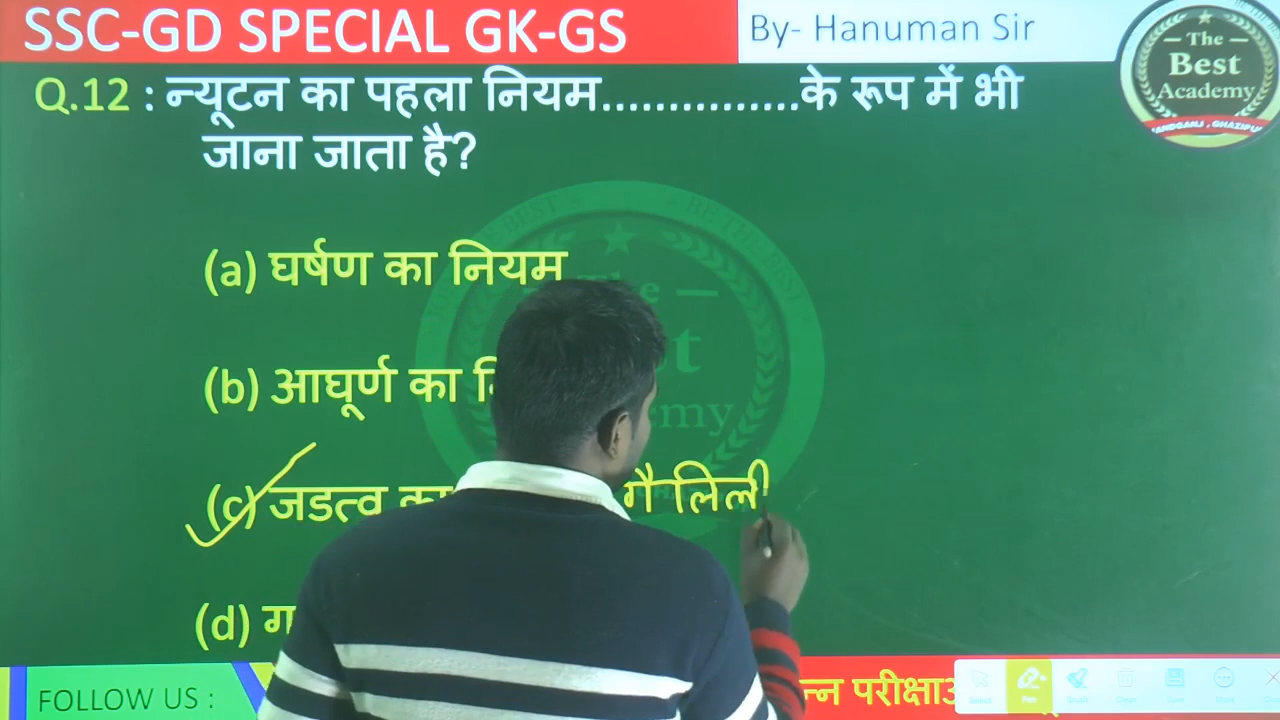 SSC-GD SPECIAL GK-GS
By- Hanuman Sir
The
Best
Academy
Q.12 : न्यूटन का पहला नियम...............के रूप में भी
जाना जाता है?
(a) घर्षण का नियम
(b) आघूर्ण का
(c) जडत्व का गैलिली
(d)
FOLLOW US :